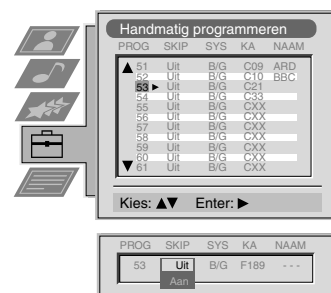 Handmatig programmeren
PROG SKIP SYS KA NAAM
51 Uit B/G C09 ARD
52 Uit B/G C10 BBC
53 Uit B/G C21
54 Uit B/G C33
55 Uit B/G CXX
56 Uit B/G CXX
57 Uit B/G CXX
58 Uit B/G CXX
59 Uit B/G CXX
60 Uit B/G CXX
61 Uit B/G CXX
Kies: ▲▼ Enter: ▶
PROG SKIP SYS KA NAAM
53 Uit B/G F189 - - -
Aan